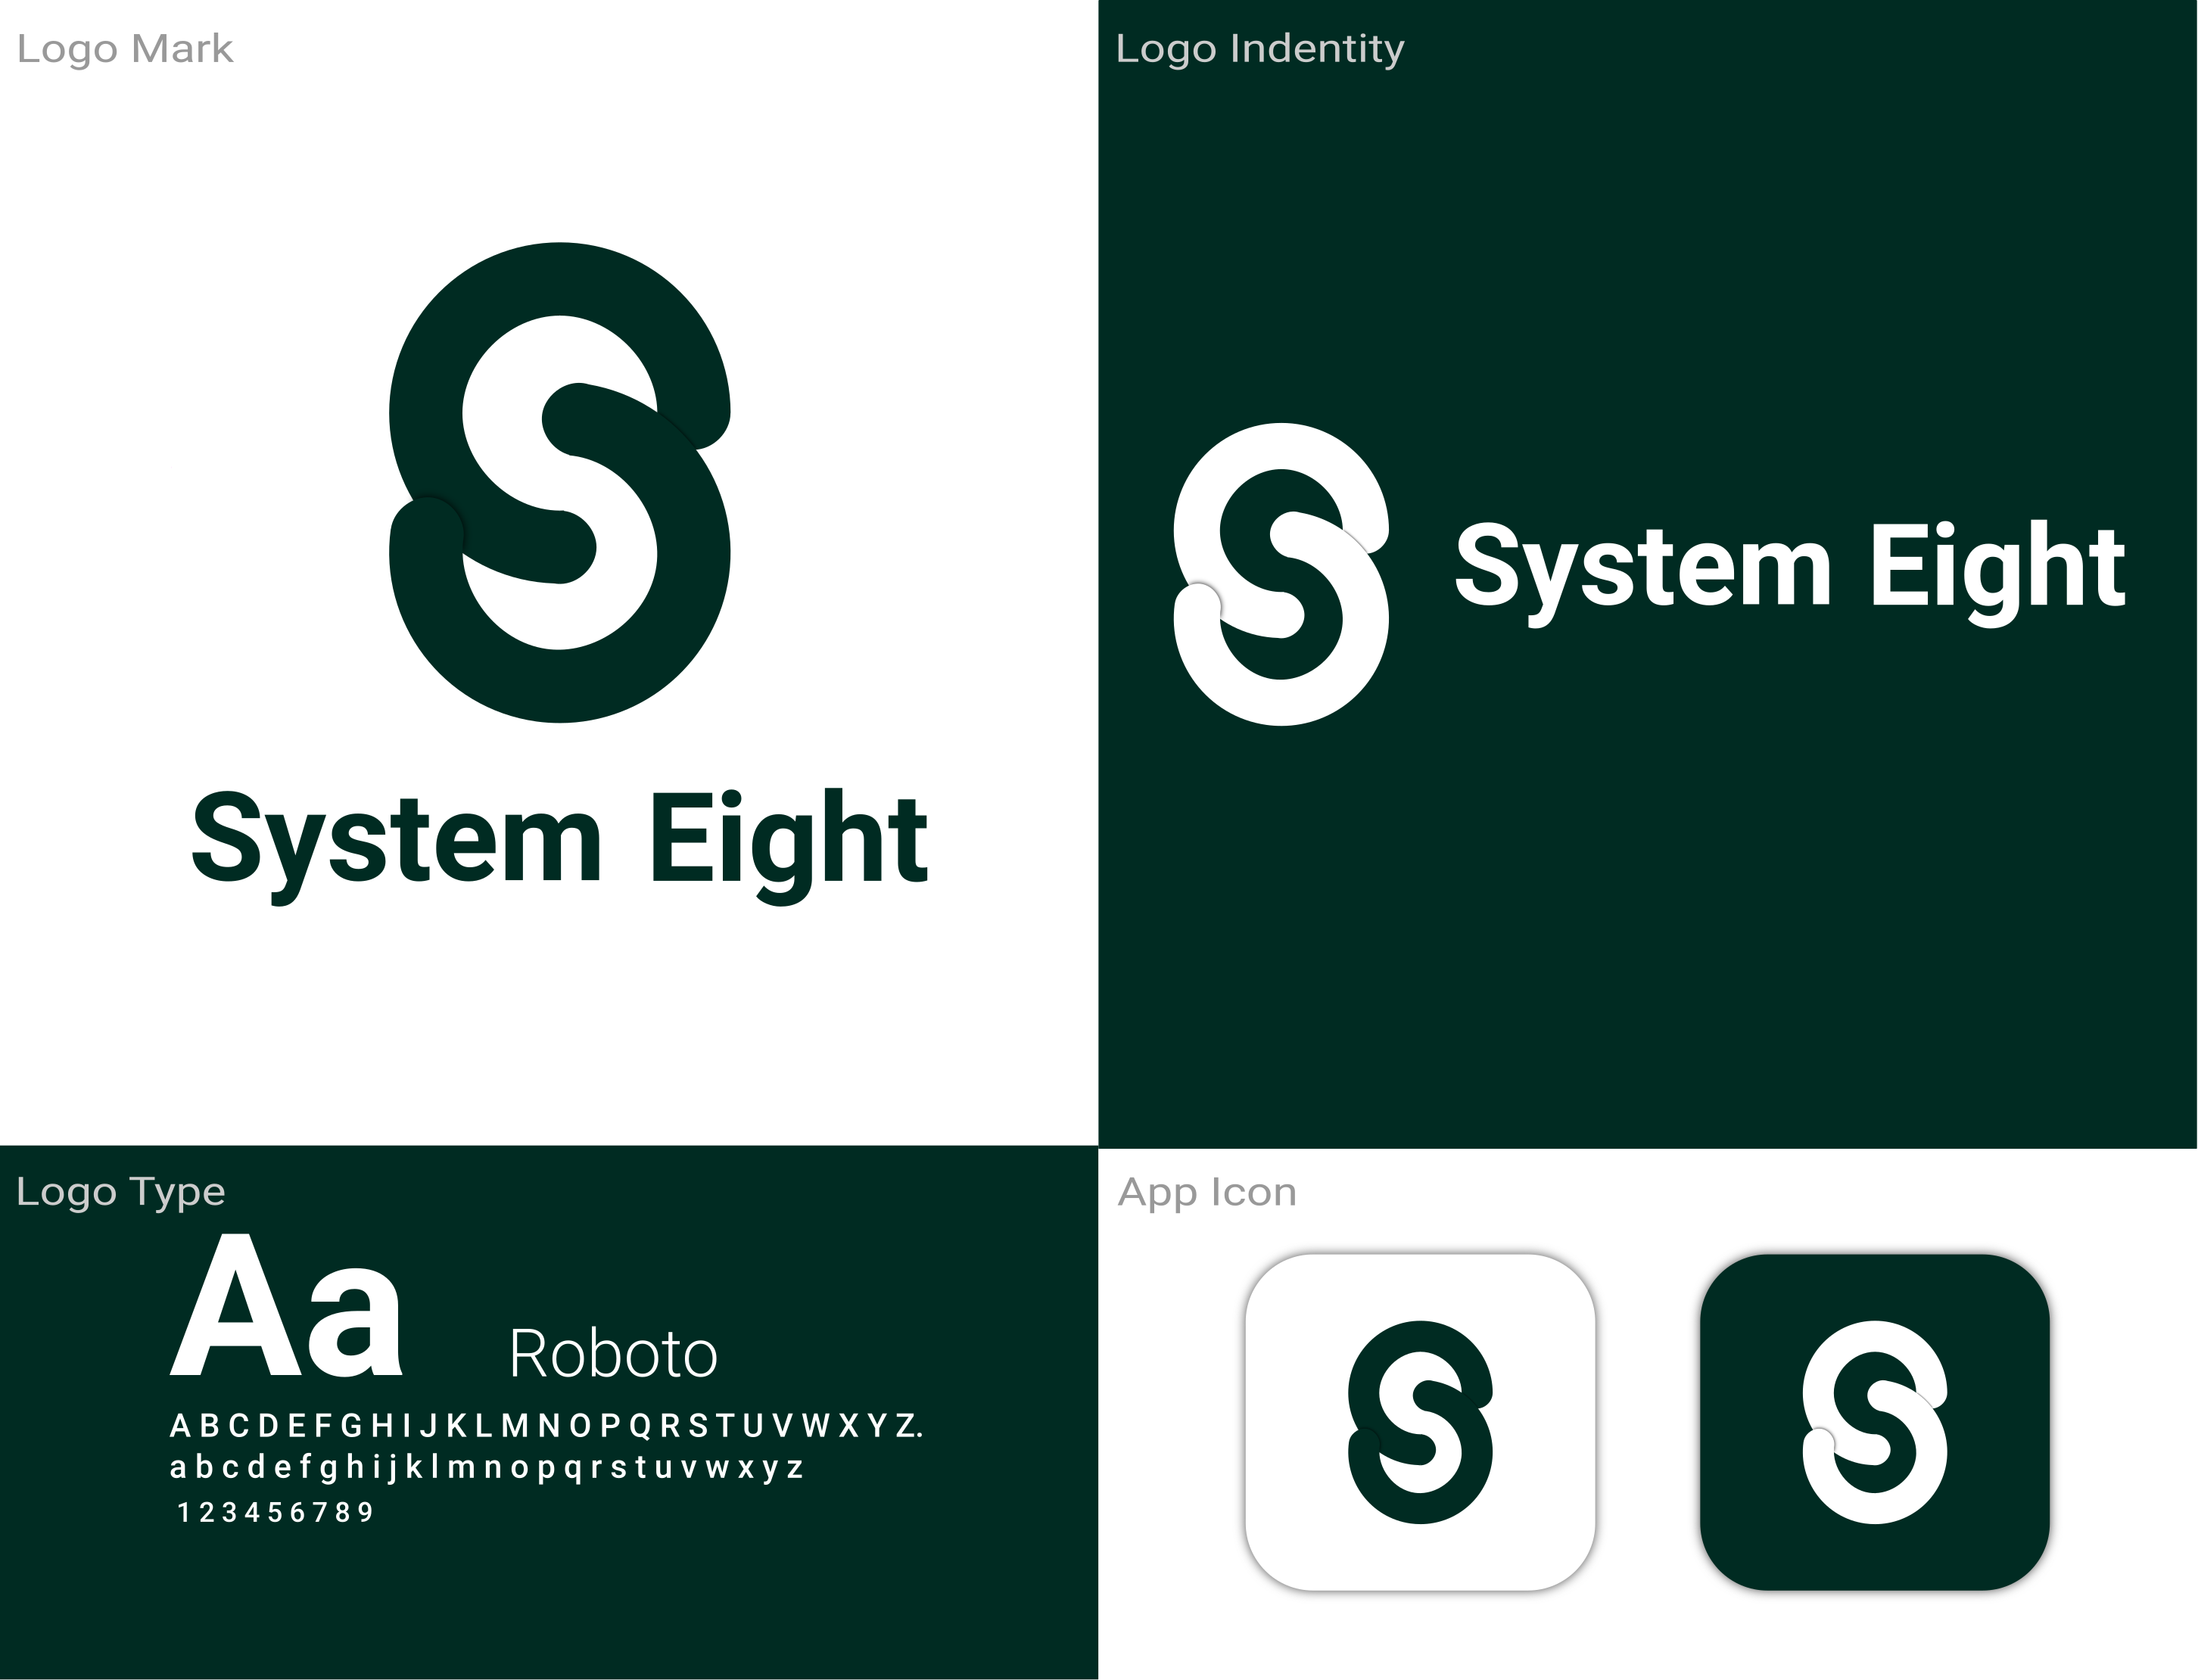 Logo Mark
System Eight
Logo Indentity
System Eight
Logo Type
Aa
Roboto
A B C D E F G H I J K L M N O P Q R S T U V W X Y Z.
a b c d e f g h i j k l m n o p q r s t u v w x y z
1 2 3 4 5 6 7 8 9
App Icon